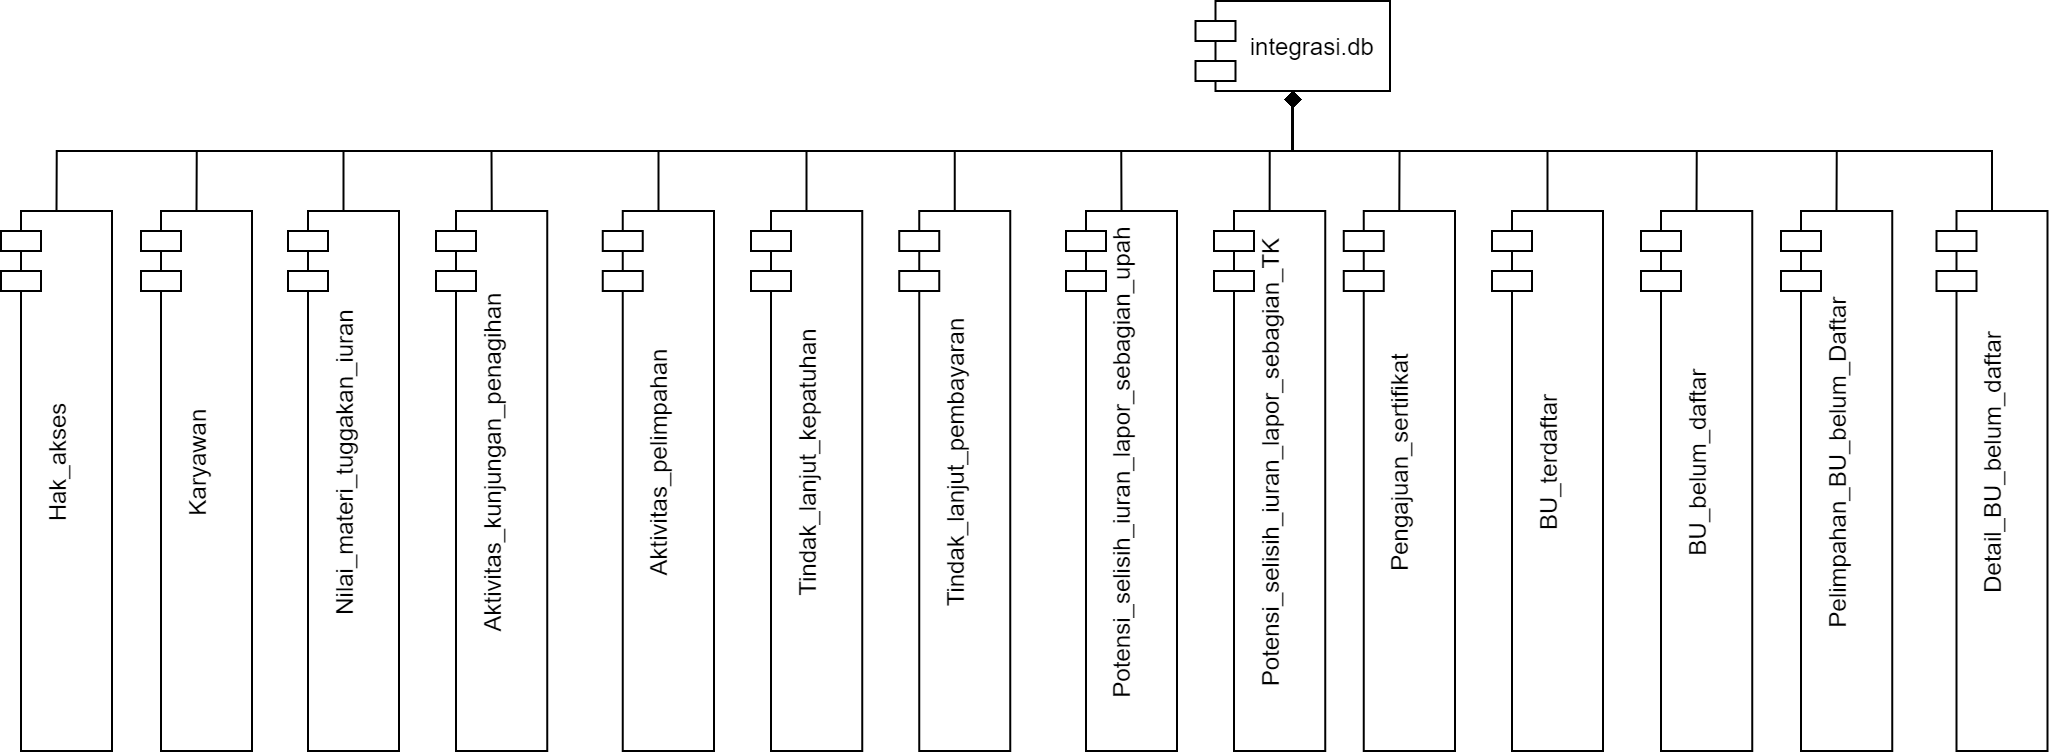 integrasi.db
Hak_akses
Karyawan
Nilai_materi_tuggakan_iuran
Aktivitas_kunjungan_penagihan
Aktivitas_pelimpahan
Tindak_lanjut_kepatuhan
Tindak_lanjut_pembayaran
Potensi_selisih_iuran_lapor_sebagian_upah
Potensi_selisih_iuran_lapor_sebagian_TK
Pengajuan_sertifikat
BU_terdaftar
BU_belum_daftar
Pelimpahan_BU_belum_Daftar
Detail_BU_belum_daftar